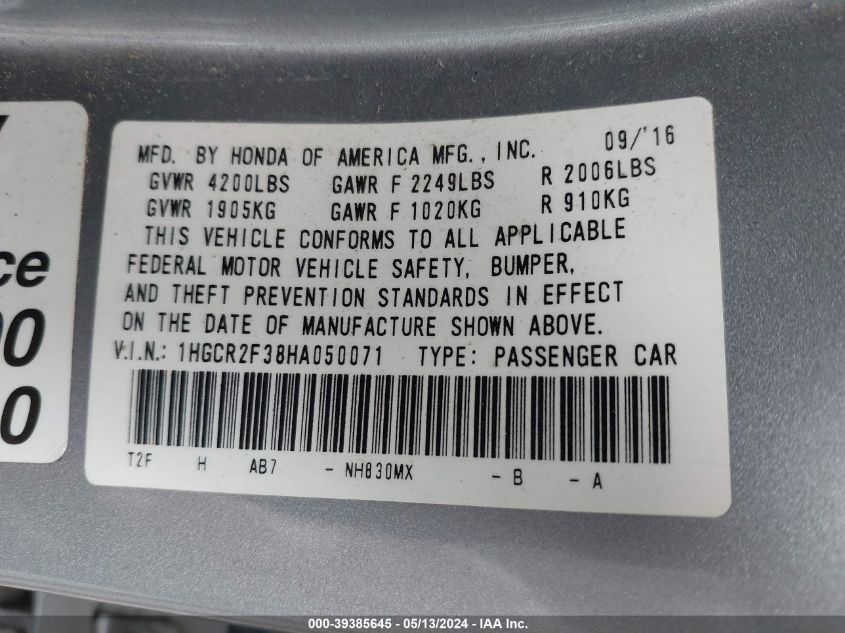 MFD. BY HONDA OF AMERICA MFG., INC. 09/'16
GVWR 4200LBS GAWR F 2249LBS R 2006LBS
GVWR 1905KG GAWR F 1020KG R 910KG
THIS VEHICLE CONFORMS TO ALL APPLICABLE
FEDERAL MOTOR VEHICLE SAFETY, BUMPER,
AND THEFT PREVENTION STANDARDS IN EFFECT
ON THE DATE OF MANUFACTURE SHOWN ABOVE.
V.I.N.: 1HGCR2F38HA050071 TYPE: PASSENGER CAR
T2F H AB7 - NH830MX - B - A
ce
00
0
000-39385645 - 05/13/2024 - IAA Inc.